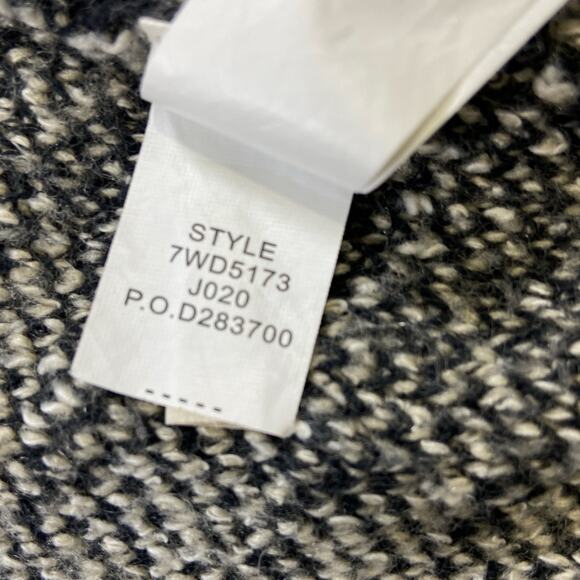 STYLE
7WD5173
J020
P.O.D283700
-----